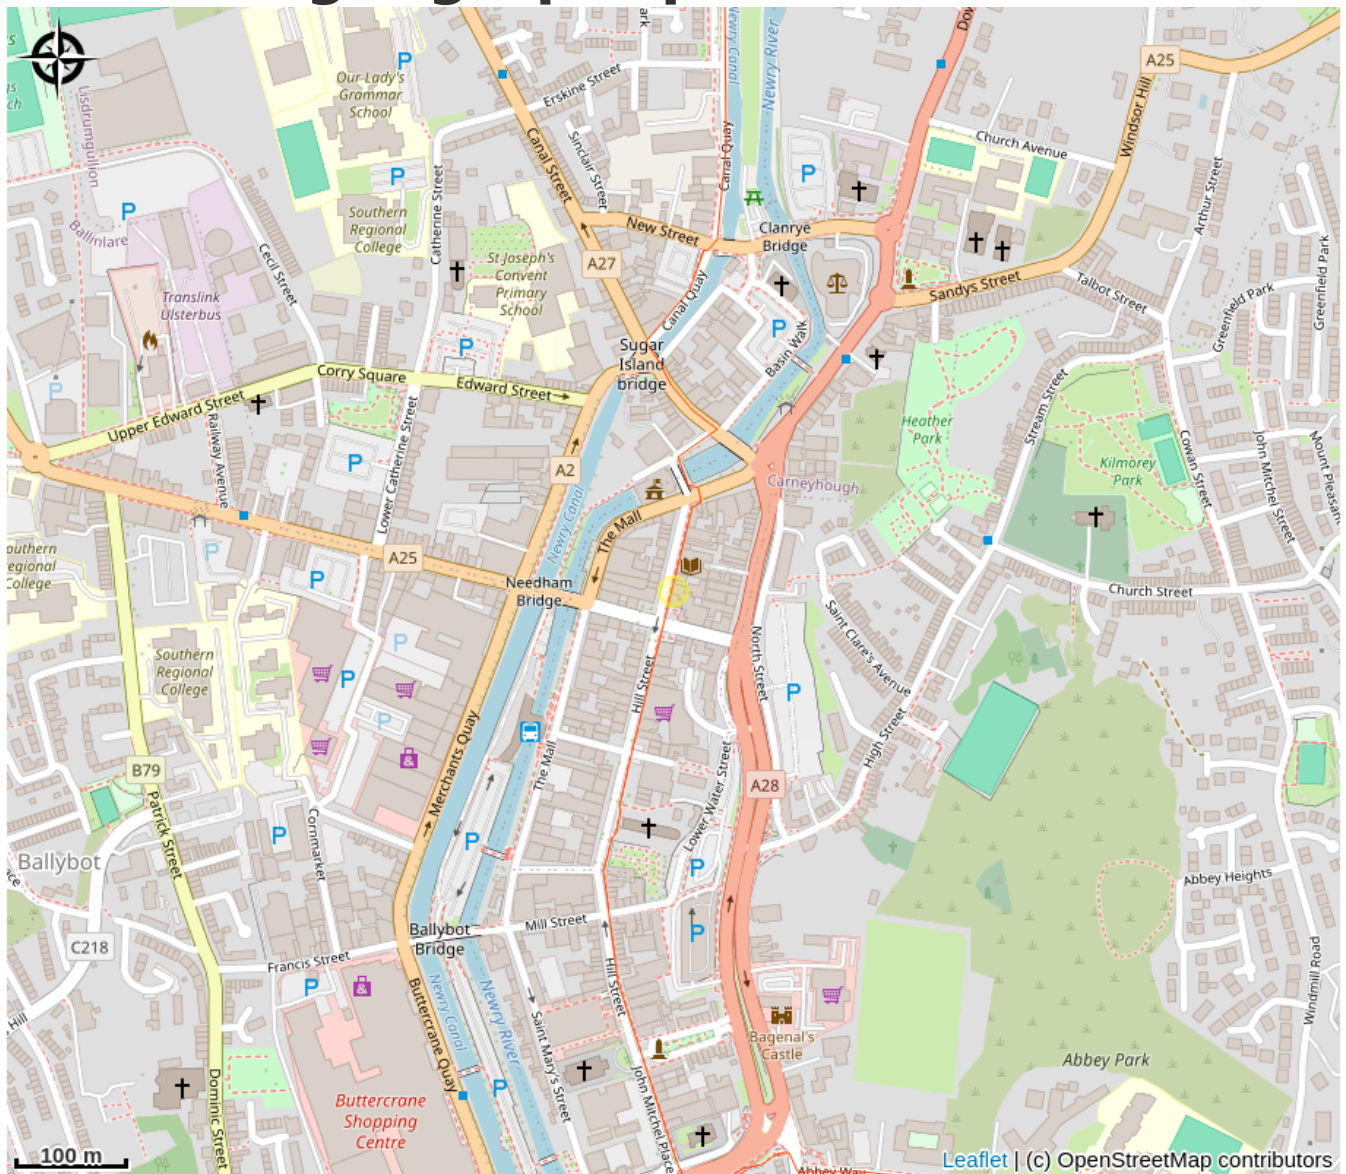 Newry Canal
Newry River
A25
Our Lady's
Grammar
School
Erskine Street
Lisdrumgullion
Canal Street
Sinclair Street
Canal Quay
Church Avenue
Windsor Hill
Arthur Street
P
P
P
P
Catherine Street
Southern
Regional
College
Ballinlare
Cecil Street
New Street
Clanrye
Bridge
A27
St Joseph's
Convent
Primary
School
Translink
Ulsterbus
Canal Quay
Sandys Street
Talbot Street
Greenfield Park
Greenfield Park
P
P
P
Sugar
Island
bridge
Basin Walk
Corry Square
Edward Street
Upper Edward Street
Railway Avenue
Lower Catherine Street
Stream Street
Heather
Park
Kilmorey
Park
Cowan Street
John Mitchel Street
P
A2
Carneyhough
Newry Canal
The Mall
A25
P
P
Needham
Bridge
Church Street
Saint Clare's Avenue
P
Southern
Regional
College
P
Hill Street
North Street
P
P
High Street
The Mall
Merchants Quay
B79
A28
Patrick Street
Cornmarket
Lower Water Street
P
P
P
Ballybot
Abbey Heights
Mill Street
Ballybot
Bridge
P
C218
Francis Street
Hill Street
Windmill Road
P
Buttercrane Quay
Newry Canal
Newry River
Saint Mary's Street
Bagenal's
Castle
Abbey Park
P
Dominic Street
Buttercrane
Shopping
Centre
John Mitchel Place
100 m
Leaflet | (c) OpenStreetMap contributors